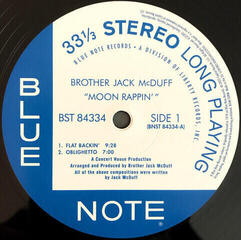 33⅓ STEREO LONG PLAYING
BLUE NOTE RECORDS • A DIVISION OF LIBERTY RECORDS, INC.
BROTHER JACK McDUFF
"MOON RAPPIN'"
BST 84334
SIDE 1
(BNST 84334-A)
1. FLAT BACKIN' 9:28
2. OBLIGHETTO 7:00
A Concert House Production
Arranged and Produced by Brother Jack McDuff
All of the above compositions were written
by Jack McDuff
BLUE
NOTE®